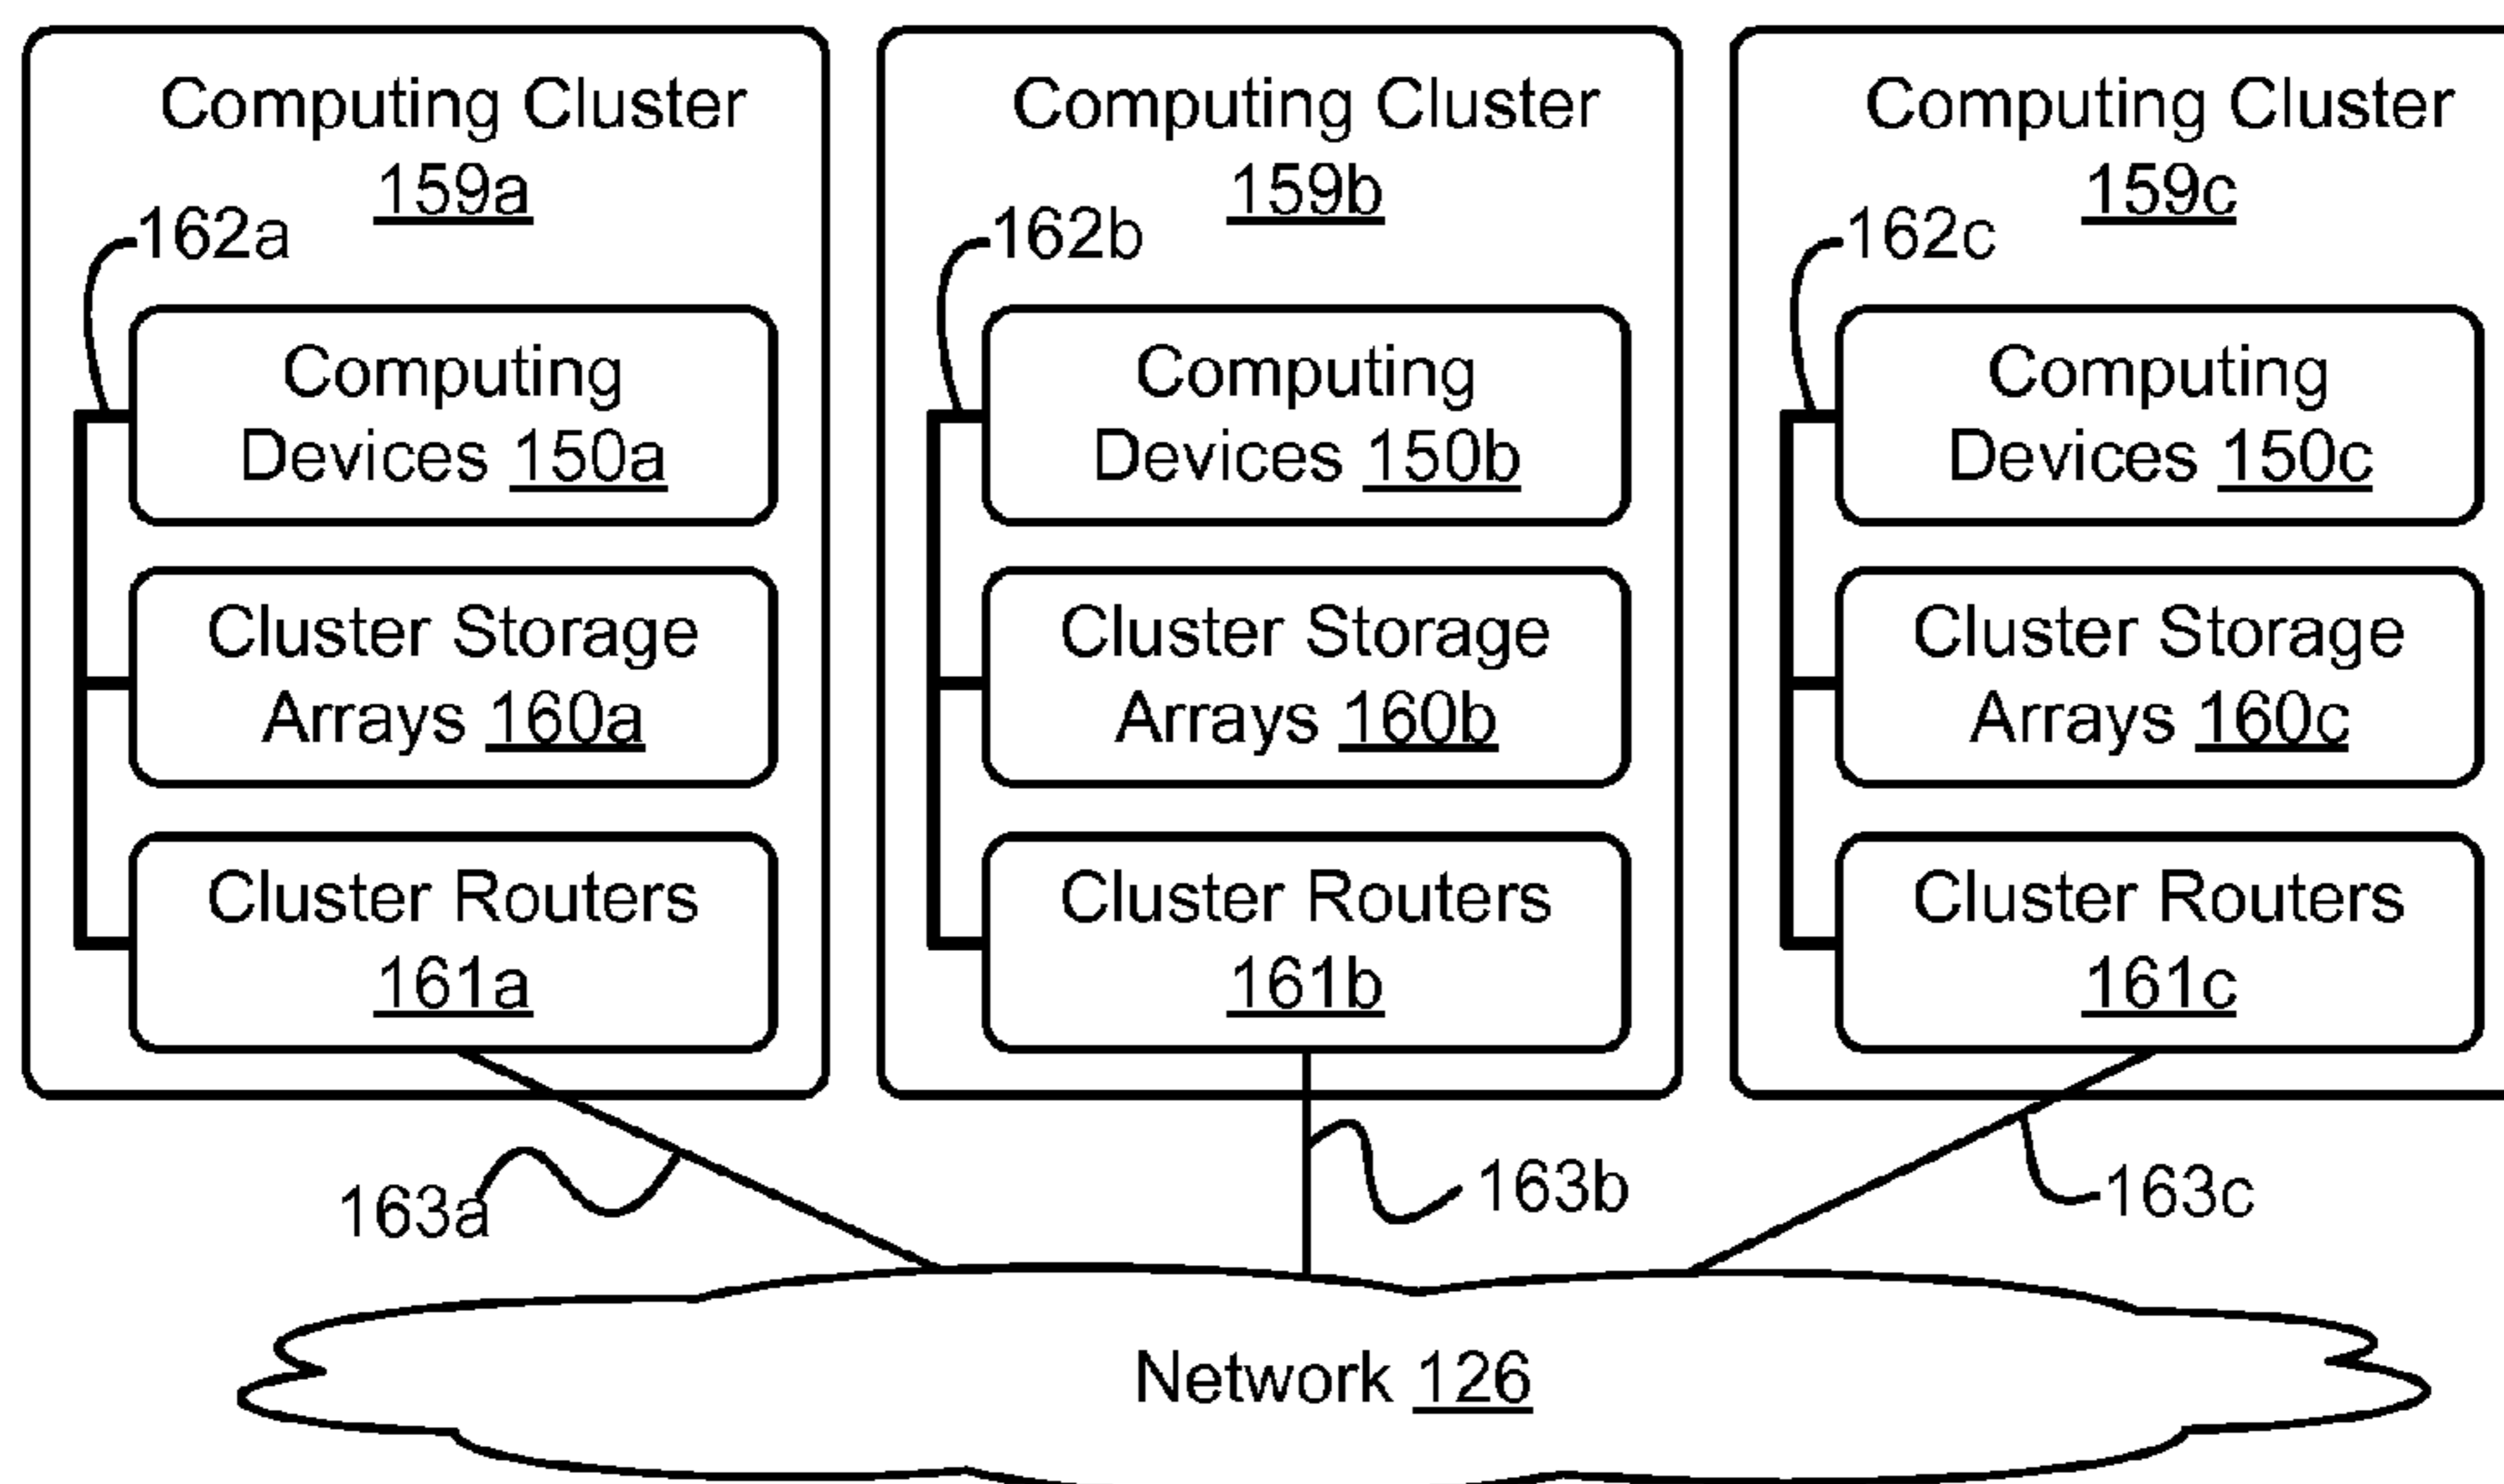 Computing Cluster
159a
162a
Computing
Devices 150a
Cluster Storage
Arrays 160a
Cluster Routers
161a
Computing Cluster
159b
162b
Computing
Devices 150b
Cluster Storage
Arrays 160b
Cluster Routers
161b
Computing Cluster
159c
162c
Computing
Devices 150c
Cluster Storage
Arrays 160c
Cluster Routers
161c
163a
163b
163c
Network 126